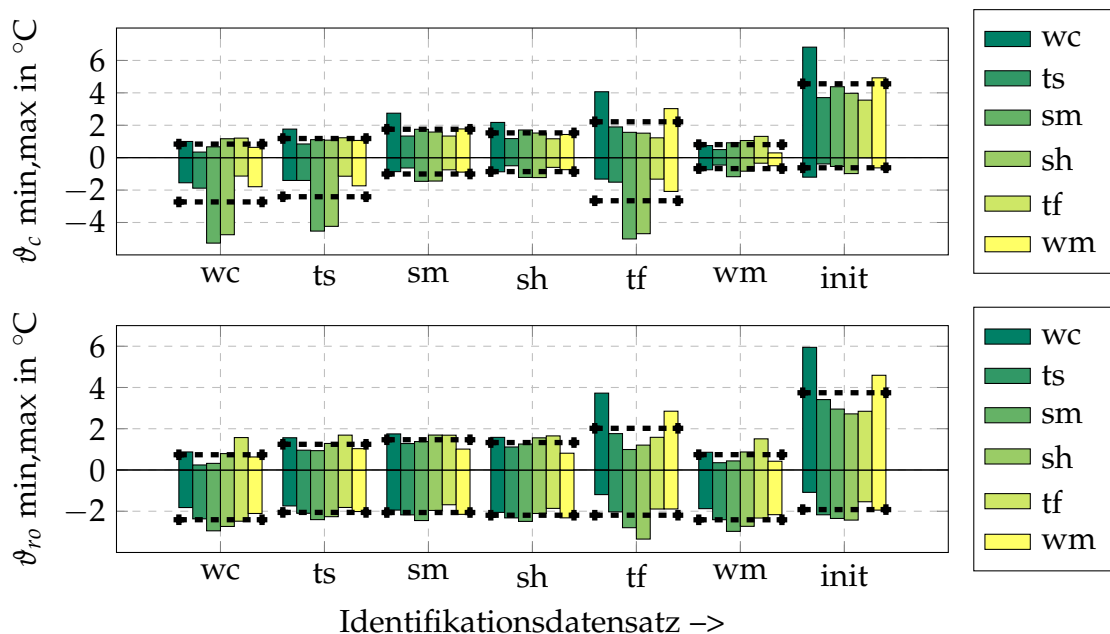 ϑc min,max in °C
6
4
2
0
−2
−4
wc ts sm sh tf wm init
wc
ts
sm
sh
tf
wm
ϑro min,max in °C
6
4
2
0
−2
wc ts sm sh tf wm init
wc
ts
sm
sh
tf
wm
Identifikationsdatensatz –>